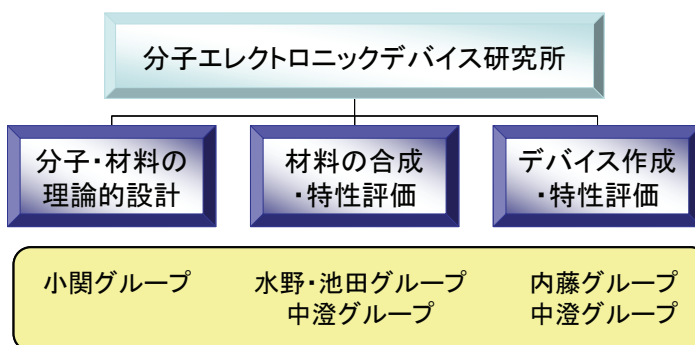 分子エレクトロニックデバイス研究所
分子・材料の
理論的設計
材料の合成
・特性評価
デバイス作成
・特性評価
小関グループ
水野・池田グループ
中澄グループ
内藤グループ
中澄グループ